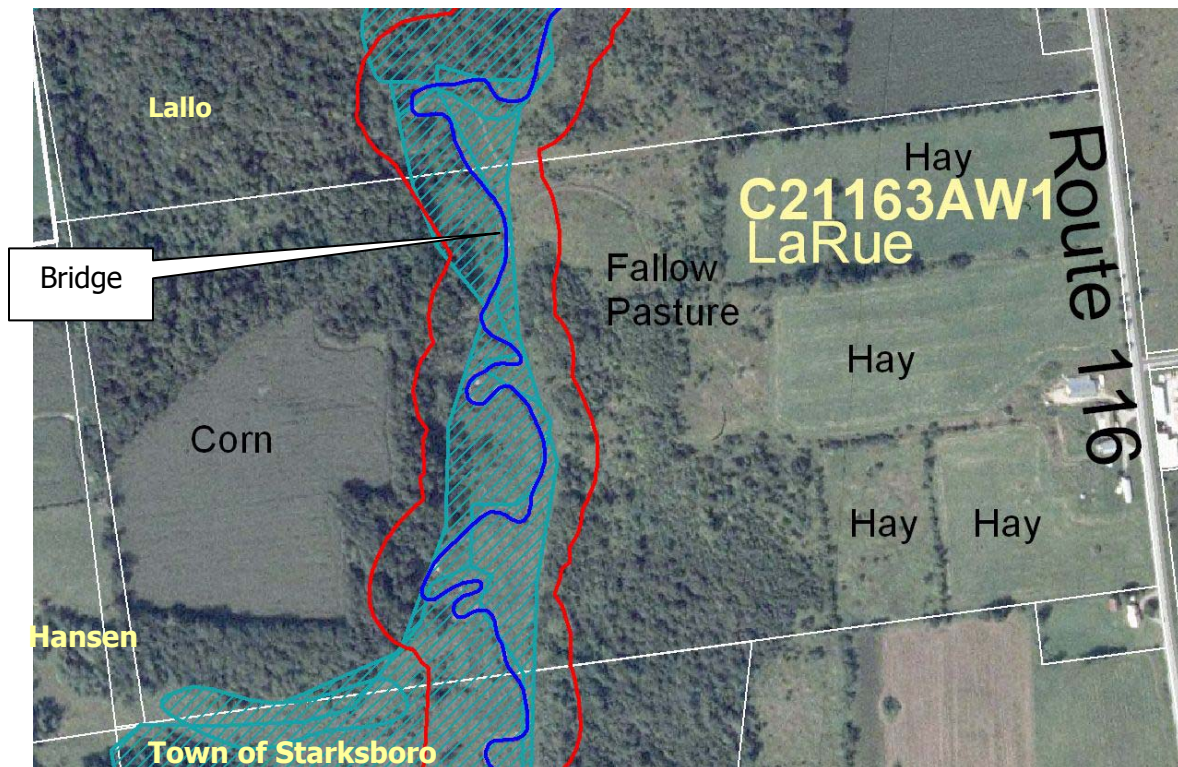 Lallo
Hay
C21163AW1
LaRue
Route 116
Bridge
Fallow
Pasture
Hay
Corn
Hay
Hay
Hansen
Town of Starksboro